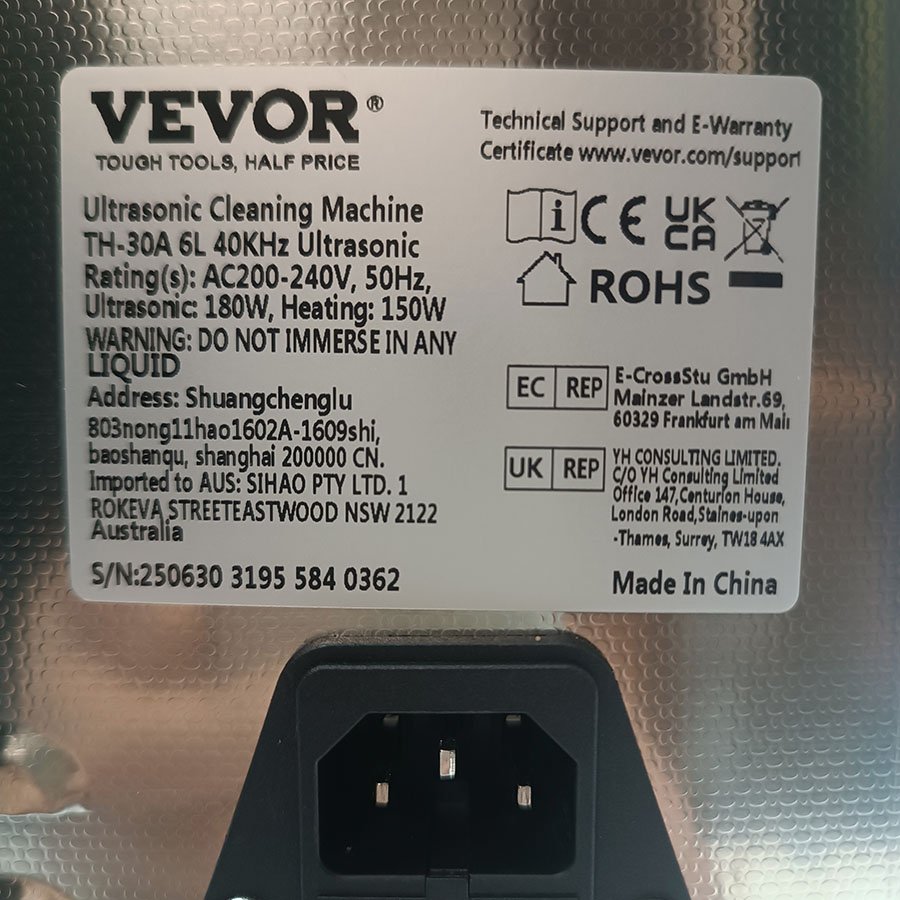 VEVOR®
TOUGH TOOLS, HALF PRICE
Ultrasonic Cleaning Machine
TH-30A 6L 40KHz Ultrasonic
Rating(s): AC200-240V, 50Hz,
Ultrasonic: 180W, Heating: 150W
WARNING: DO NOT IMMERSE IN ANY
LIQUID
Address: Shuangchenglu
803nong11hao1602A-1609shi,
baoshanqu, shanghai 200000 CN.
Imported to AUS: SIHAO PTY LTD. 1
ROKEVA STREETEASTWOOD NSW 2122
Australia
S/N:250630 3195 584 0362
Technical Support and E-Warranty
Certificate www.vevor.com/support
i CE UK
CA
ROHS
EC REP
E-CrossStu GmbH
Mainzer Landstr.69,
60329 Frankfurt am Main
UK REP
YH CONSULTING LIMITED.
C/O YH Consulting Limited
Office 147,Centurion House,
London Road,Staines-upon
-Thames, Surrey, TW18 4AX
Made In China